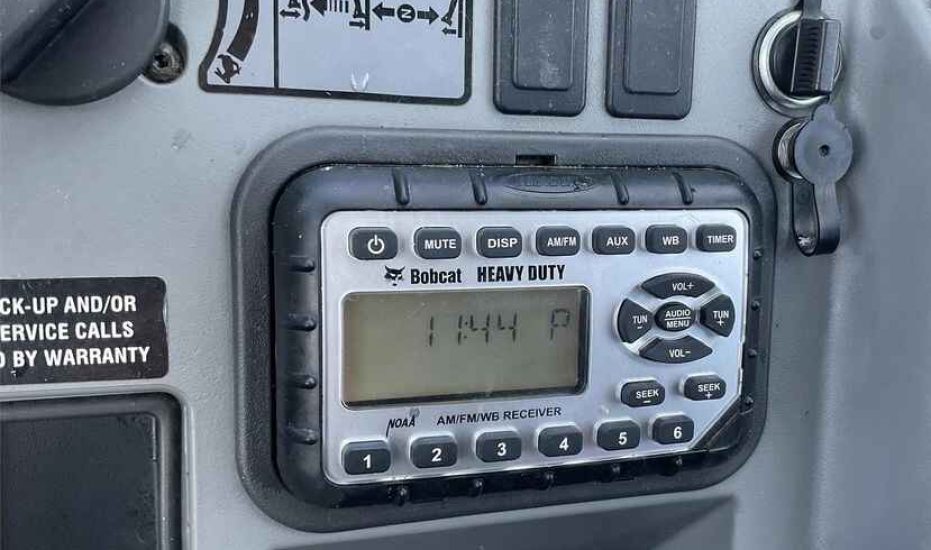 N
MUTE
DISP
AM/FM
AUX
WB
TIMER
Bobcat HEAVY DUTY
11:44 P
VOL+
TUN
-
AUDIO
MENU
TUN
+
VOL-
SEEK
-
SEEK
+
NOAA
AM/FM/WB RECEIVER
1
2
3
4
5
6
CK-UP AND/OR
SERVICE CALLS
D BY WARRANTY